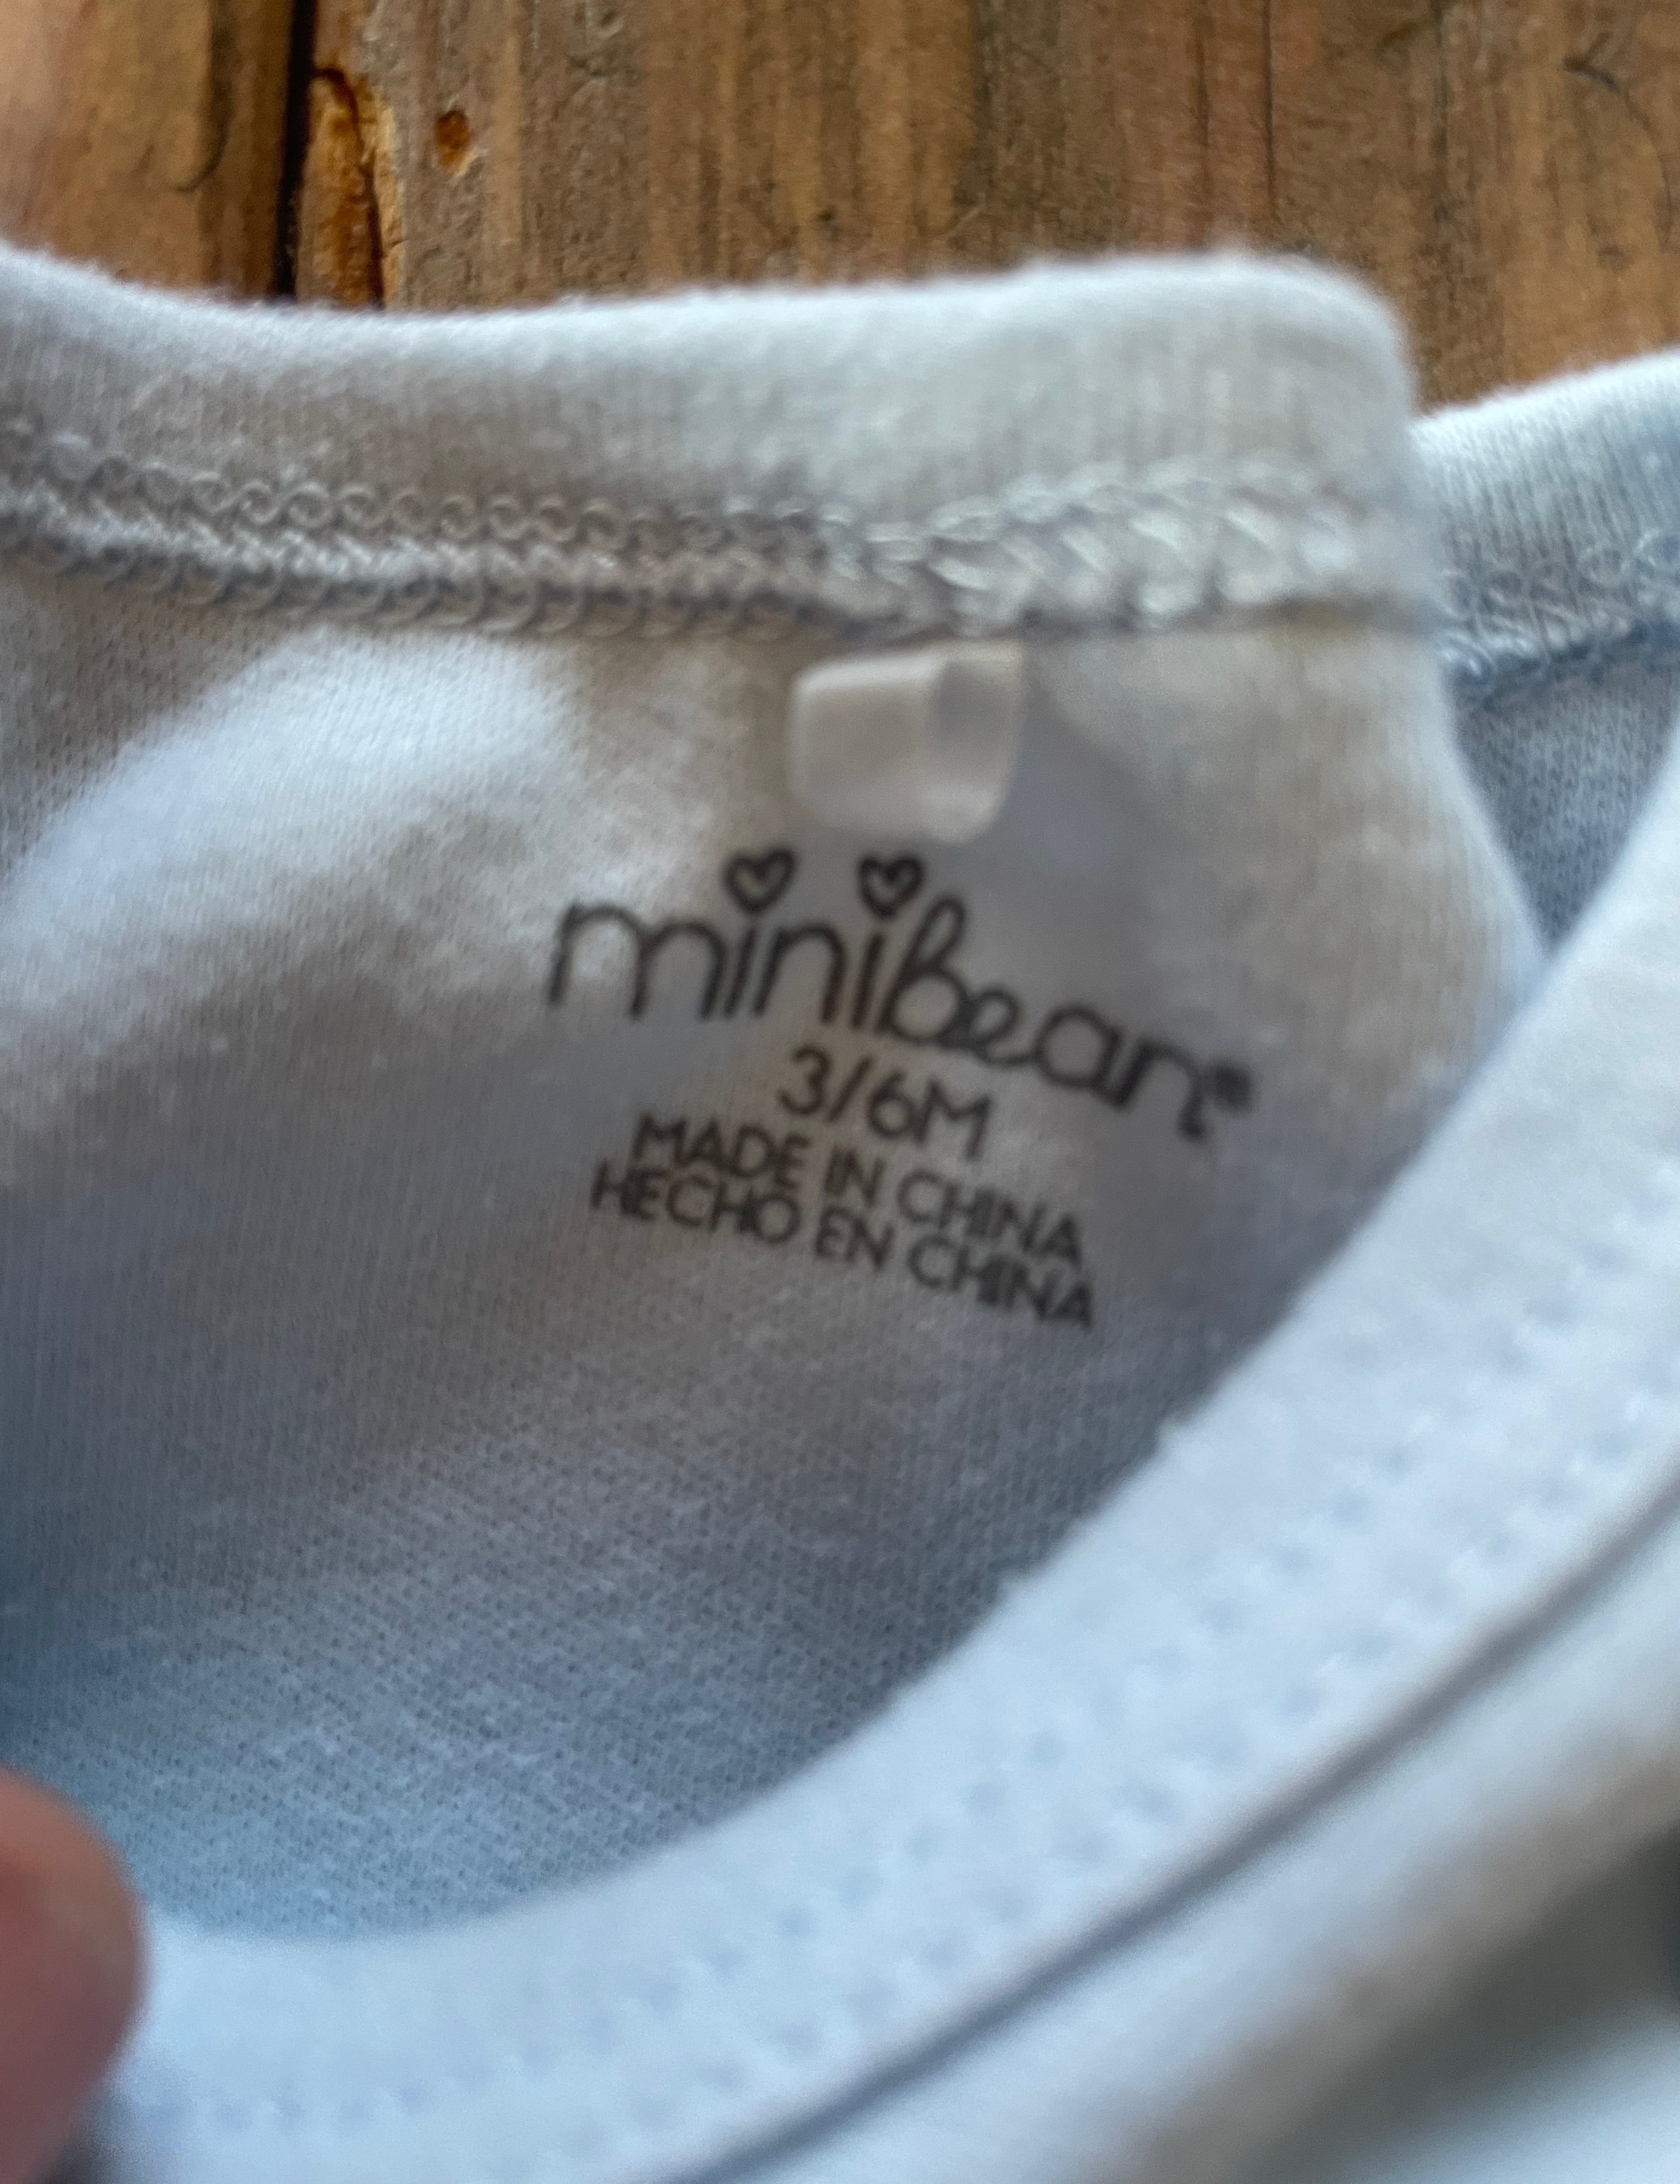 minibean
3/6M
MADE IN CHINA
HECHO EN CHINA